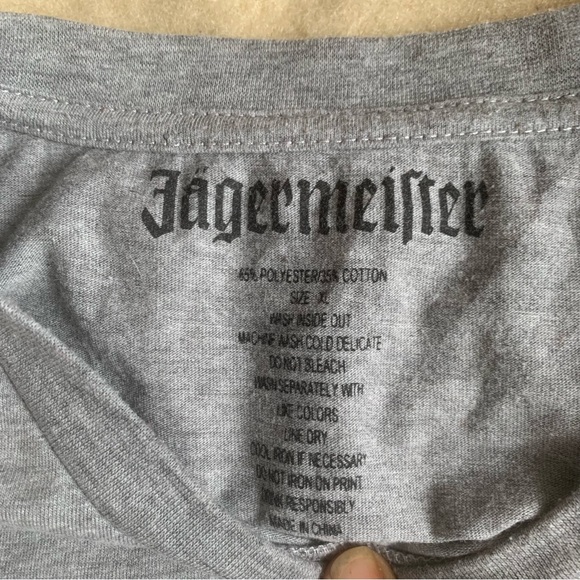 Jägermeiſter
65% POLYESTER/35% COTTON
SIZE XL
WASH INSIDE OUT
MACHINE WASH COLD DELICATE
DO NOT BLEACH
WASH SEPARATELY WITH
LIKE COLORS
LINE DRY
COOL IRON IF NECESSARY
DO NOT IRON ON PRINT
DRINK RESPONSIBLY
MADE IN CHINA